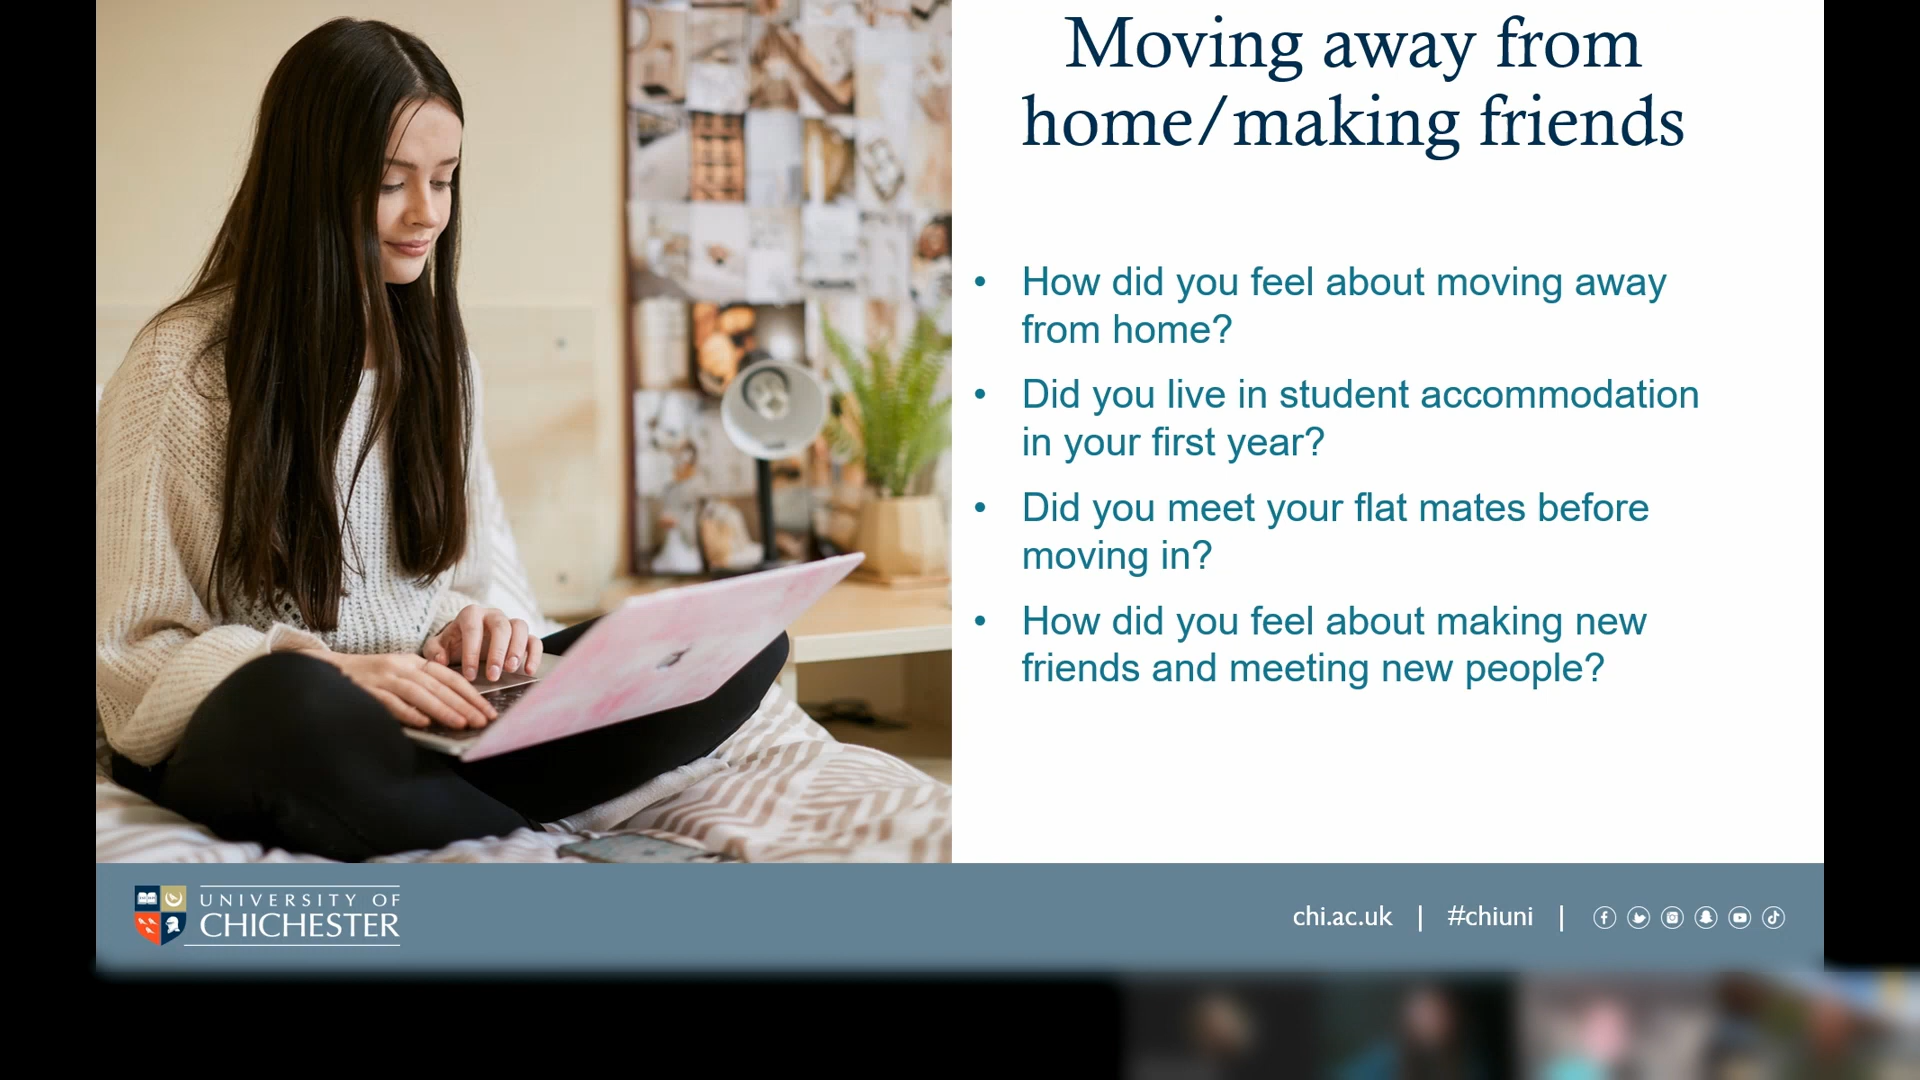 Moving away from
home/making friends
• How did you feel about moving away
from home?
• Did you live in student accommodation
in your first year?
• Did you meet your flat mates before
moving in?
• How did you feel about making new
friends and meeting new people?
UNIVERSITY OF
CHICHESTER
chi.ac.uk | #chiuni |